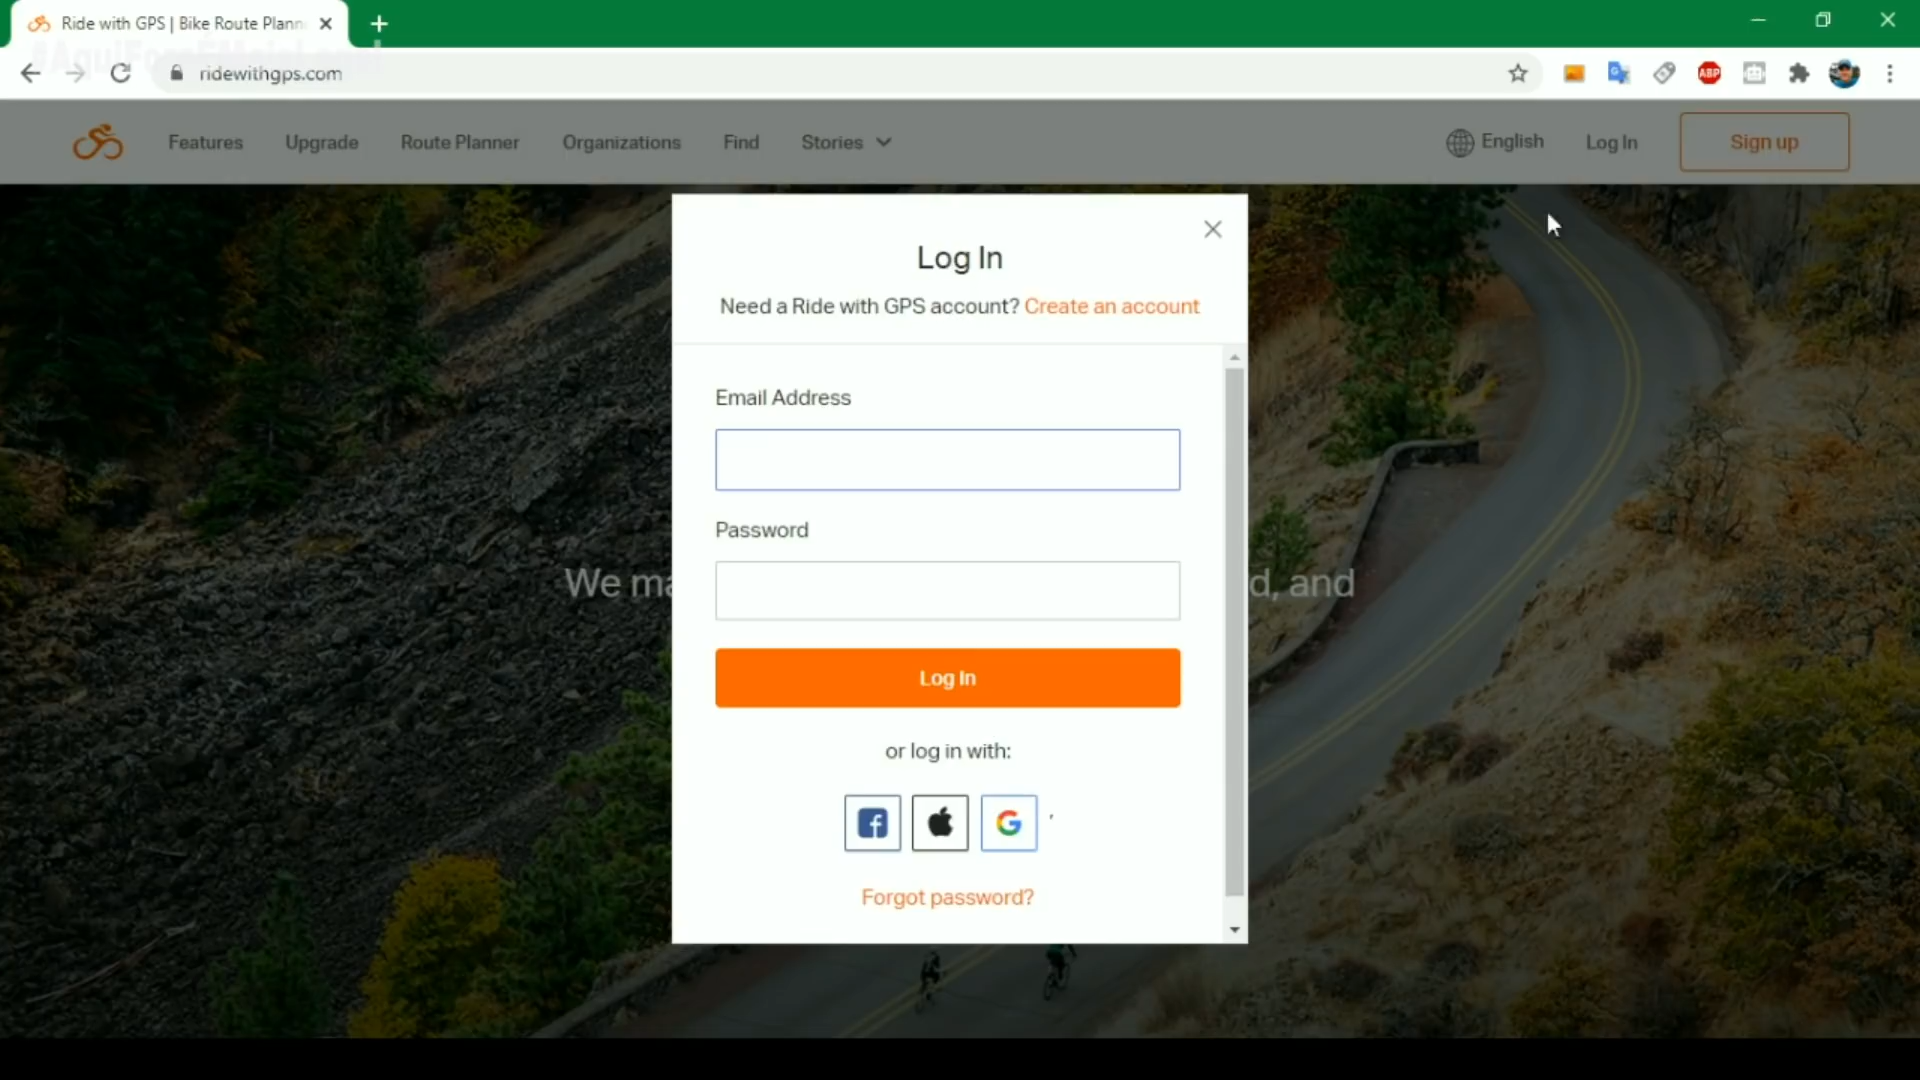 Ride with GPS | Bike Route Plann
ridewithgps.com
ABP
Features Upgrade Route Planner Organizations Find Stories English Log In Sign up
Log In
Need a Ride with GPS account? Create an account
Email Address
Password
We ma d, and
Log In
or log in with:
Forgot password?